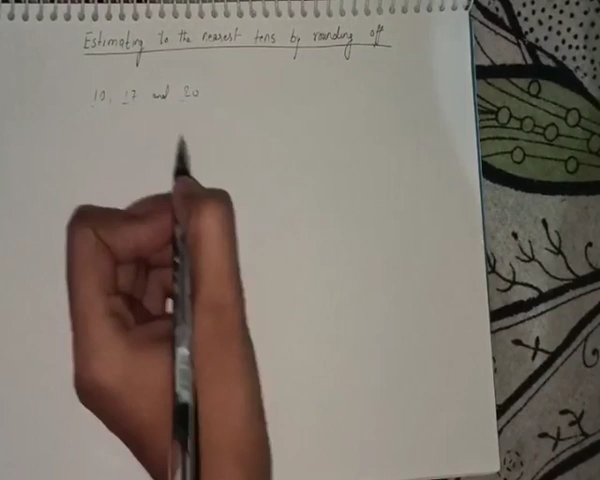 Estimating to the nearest tens by rounding off
10, 17 and 20